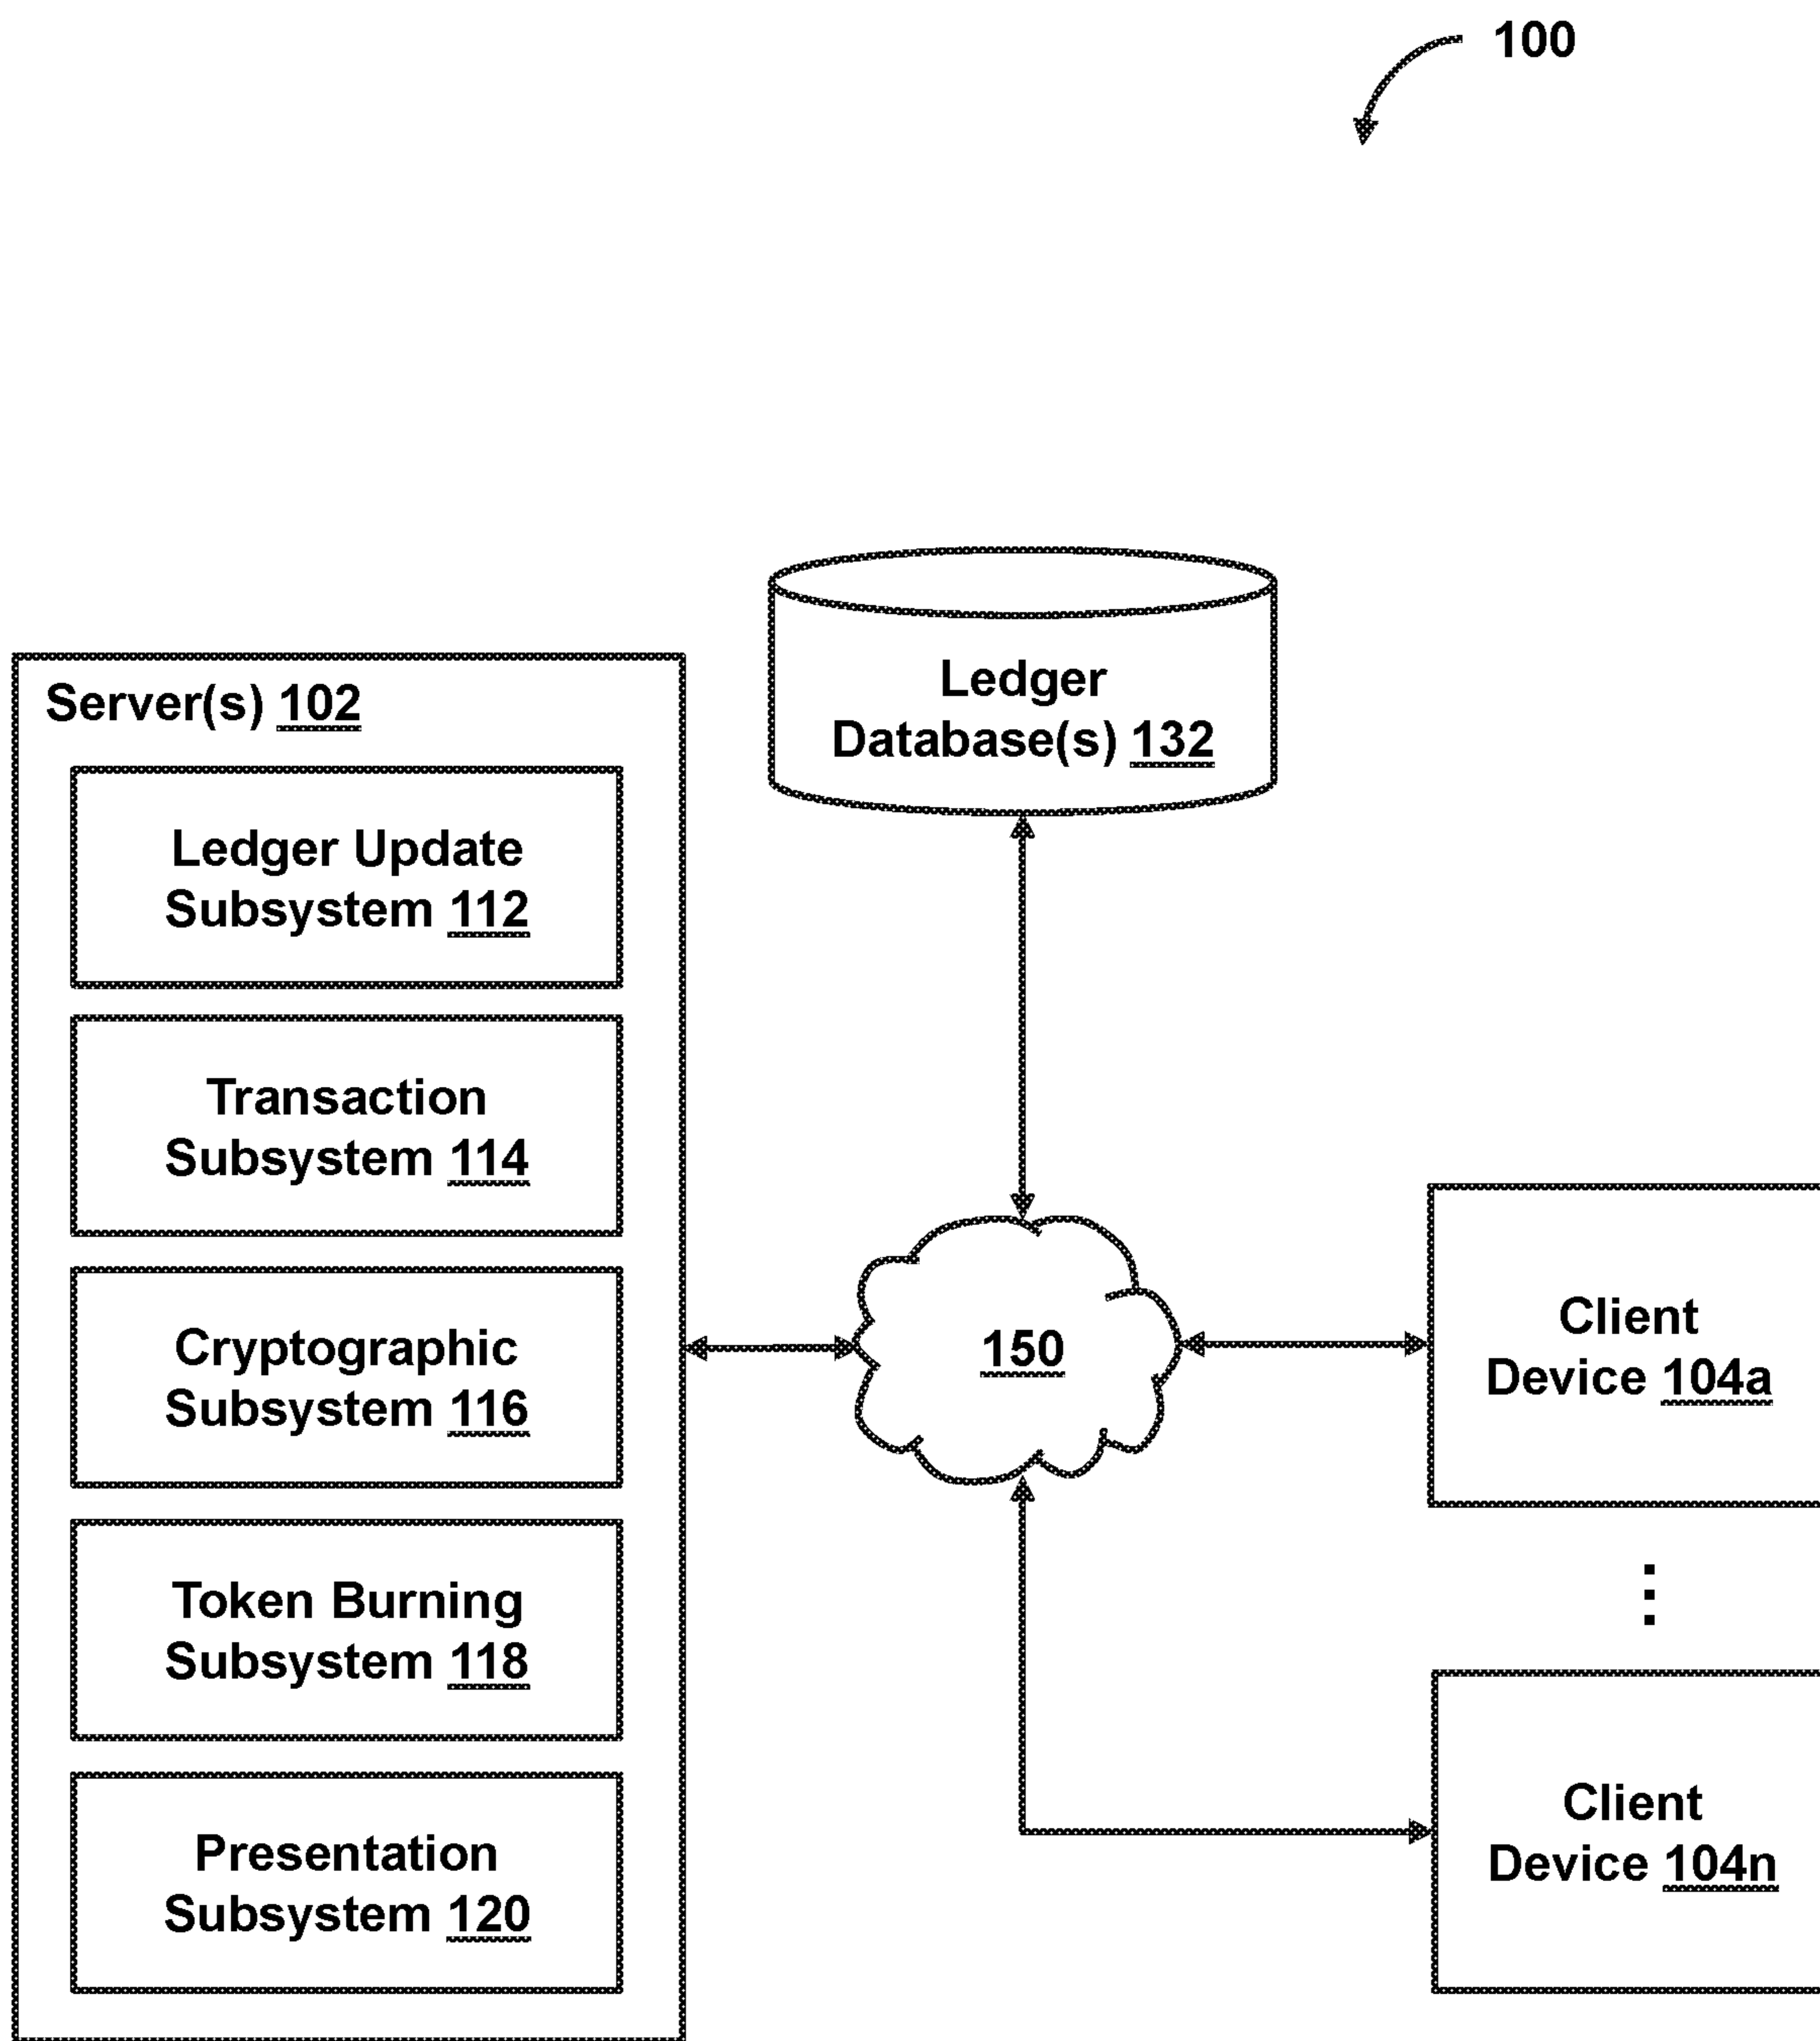 100
Ledger
Database(s) 132
Server(s) 102
Ledger Update
Subsystem 112
Transaction
Subsystem 114
Cryptographic
Subsystem 116
Token Burning
Subsystem 118
Presentation
Subsystem 120
150
Client
Device 104a
Client
Device 104n